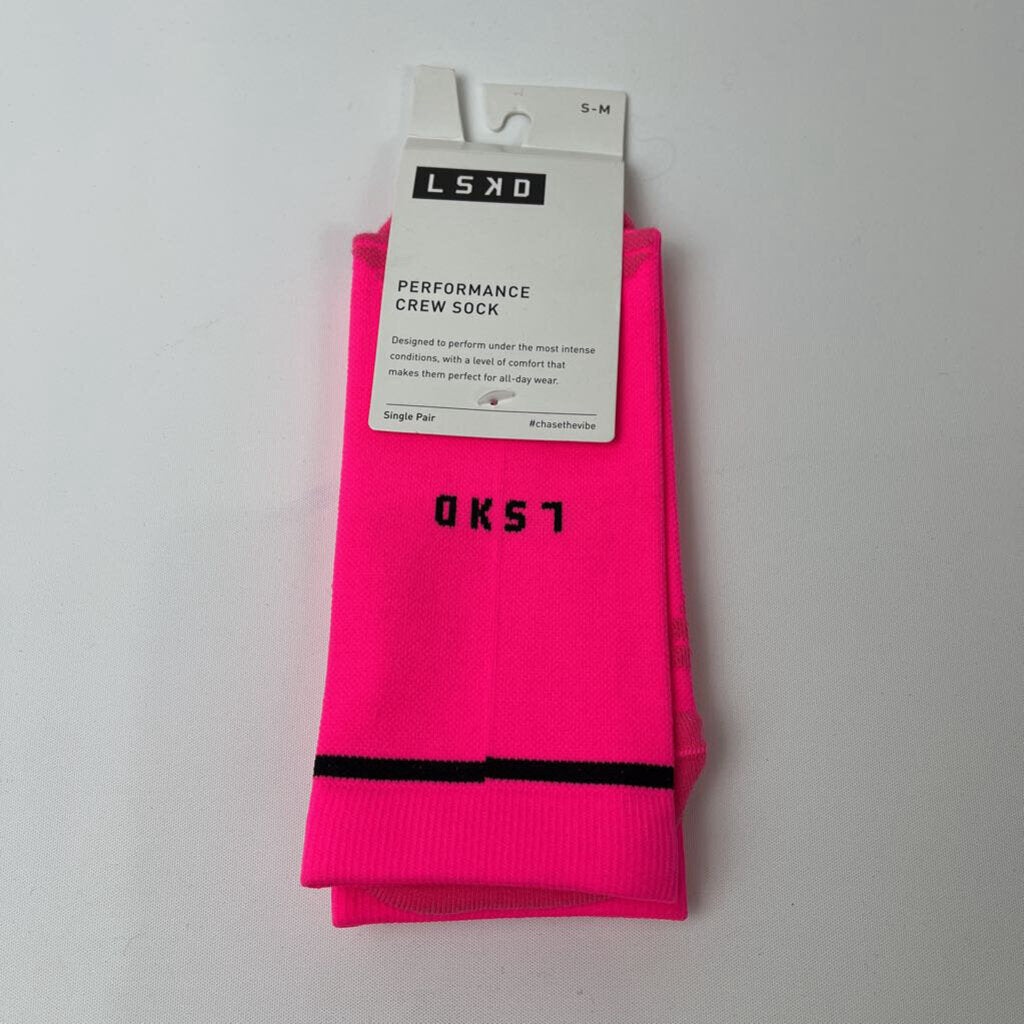 S-M
LSKD
PERFORMANCE
CREW SOCK
Designed to perform under the most intense
conditions, with a level of comfort that
makes them perfect for all-day wear.
Single Pair
#chasethevibe
LSKD